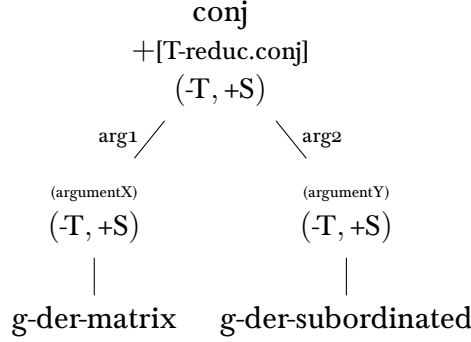 conj
+[T-reduc.conj]
(-T, +S)
arg1 arg2
(argumentX) (argumentY)
(-T, +S) (-T, +S)
g-der-matrix g-der-subordinated